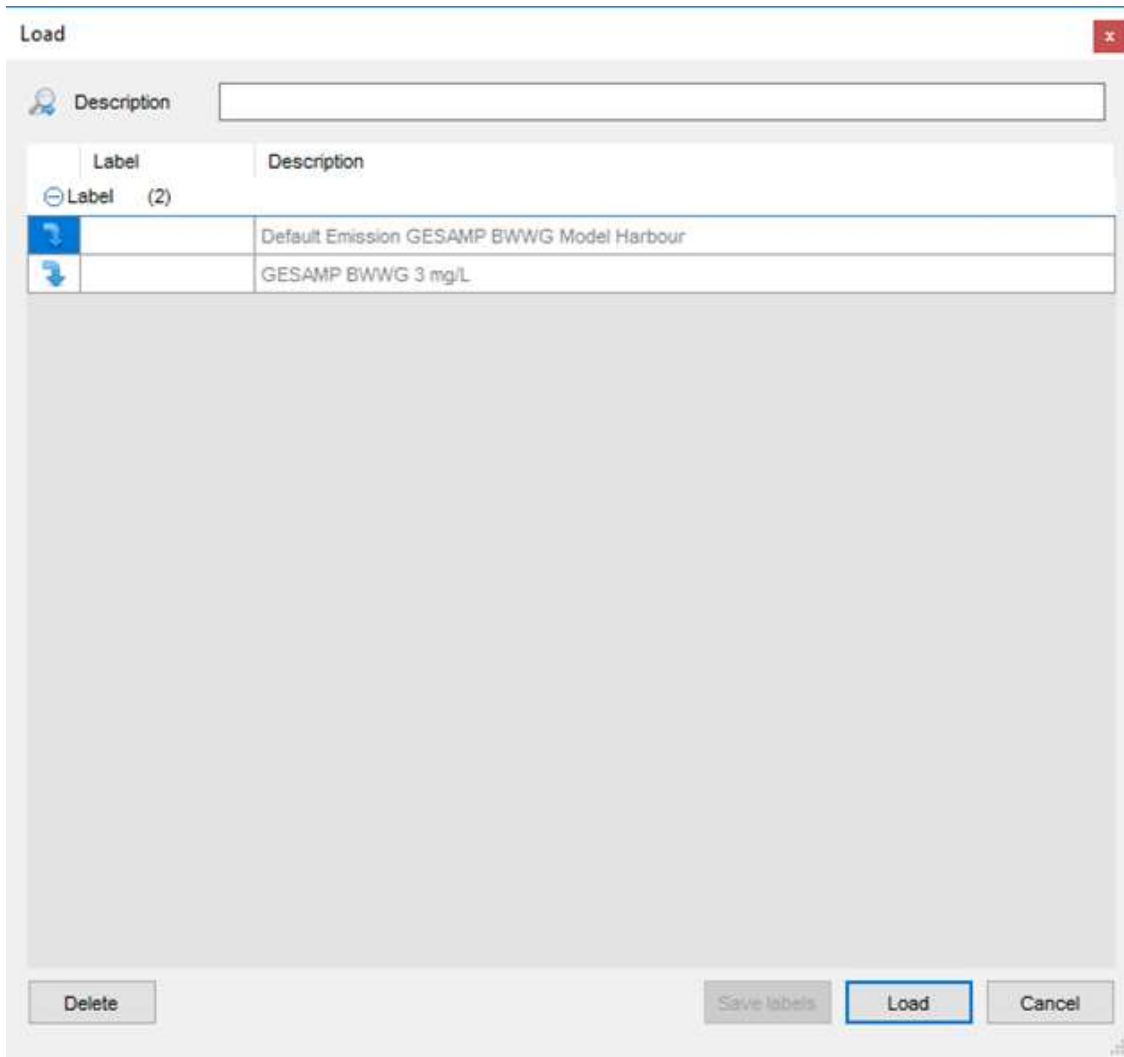 Load
x
Description
Label Description
Label (2)
Default Emission GESAMP BWWG Model Harbour
GESAMP BWWG 3 mg/L
Delete Save labels Load Cancel